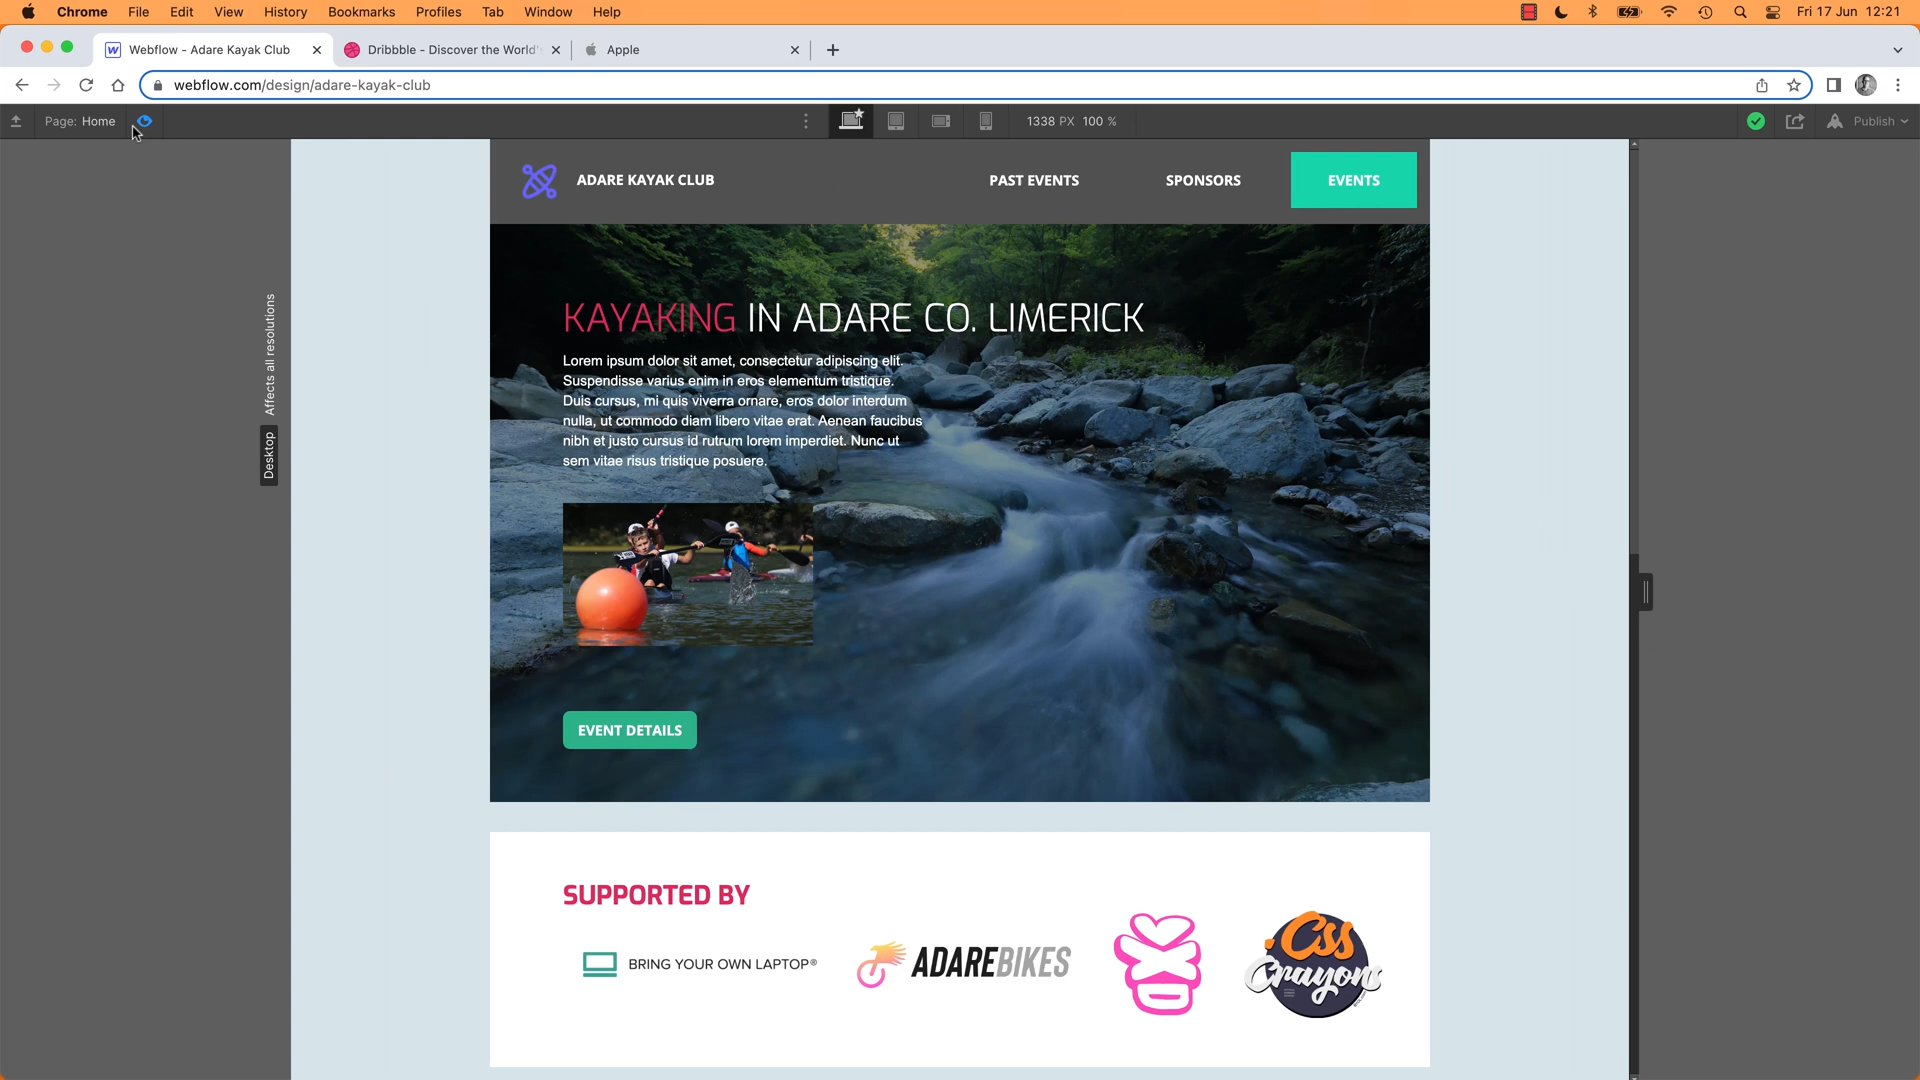 Chrome File Edit View History Bookmarks Profiles Tab Window Help Fri 17 Jun 12:21
Webflow - Adare Kayak Club Dribbble - Discover the World' Apple
webflow.com/design/adare-kayak-club
Page: Home 1338 PX 100 % Publish
Affects all resolutions
Desktop
ADARE KAYAK CLUB PAST EVENTS SPONSORS EVENTS
KAYAKING IN ADARE CO. LIMERICK
Lorem ipsum dolor sit amet, consectetur adipiscing elit.
Suspendisse varius enim in eros elementum tristique.
Duis cursus, mi quis viverra ornare, eros dolor interdum
nulla, ut commodo diam libero vitae erat. Aenean faucibus
nibh et justo cursus id rutrum lorem imperdiet. Nunc ut
sem vitae risus tristique posuere.
EVENT DETAILS
SUPPORTED BY
BRING YOUR OWN LAPTOP®
ADAREBIKES
CSS
Crayons